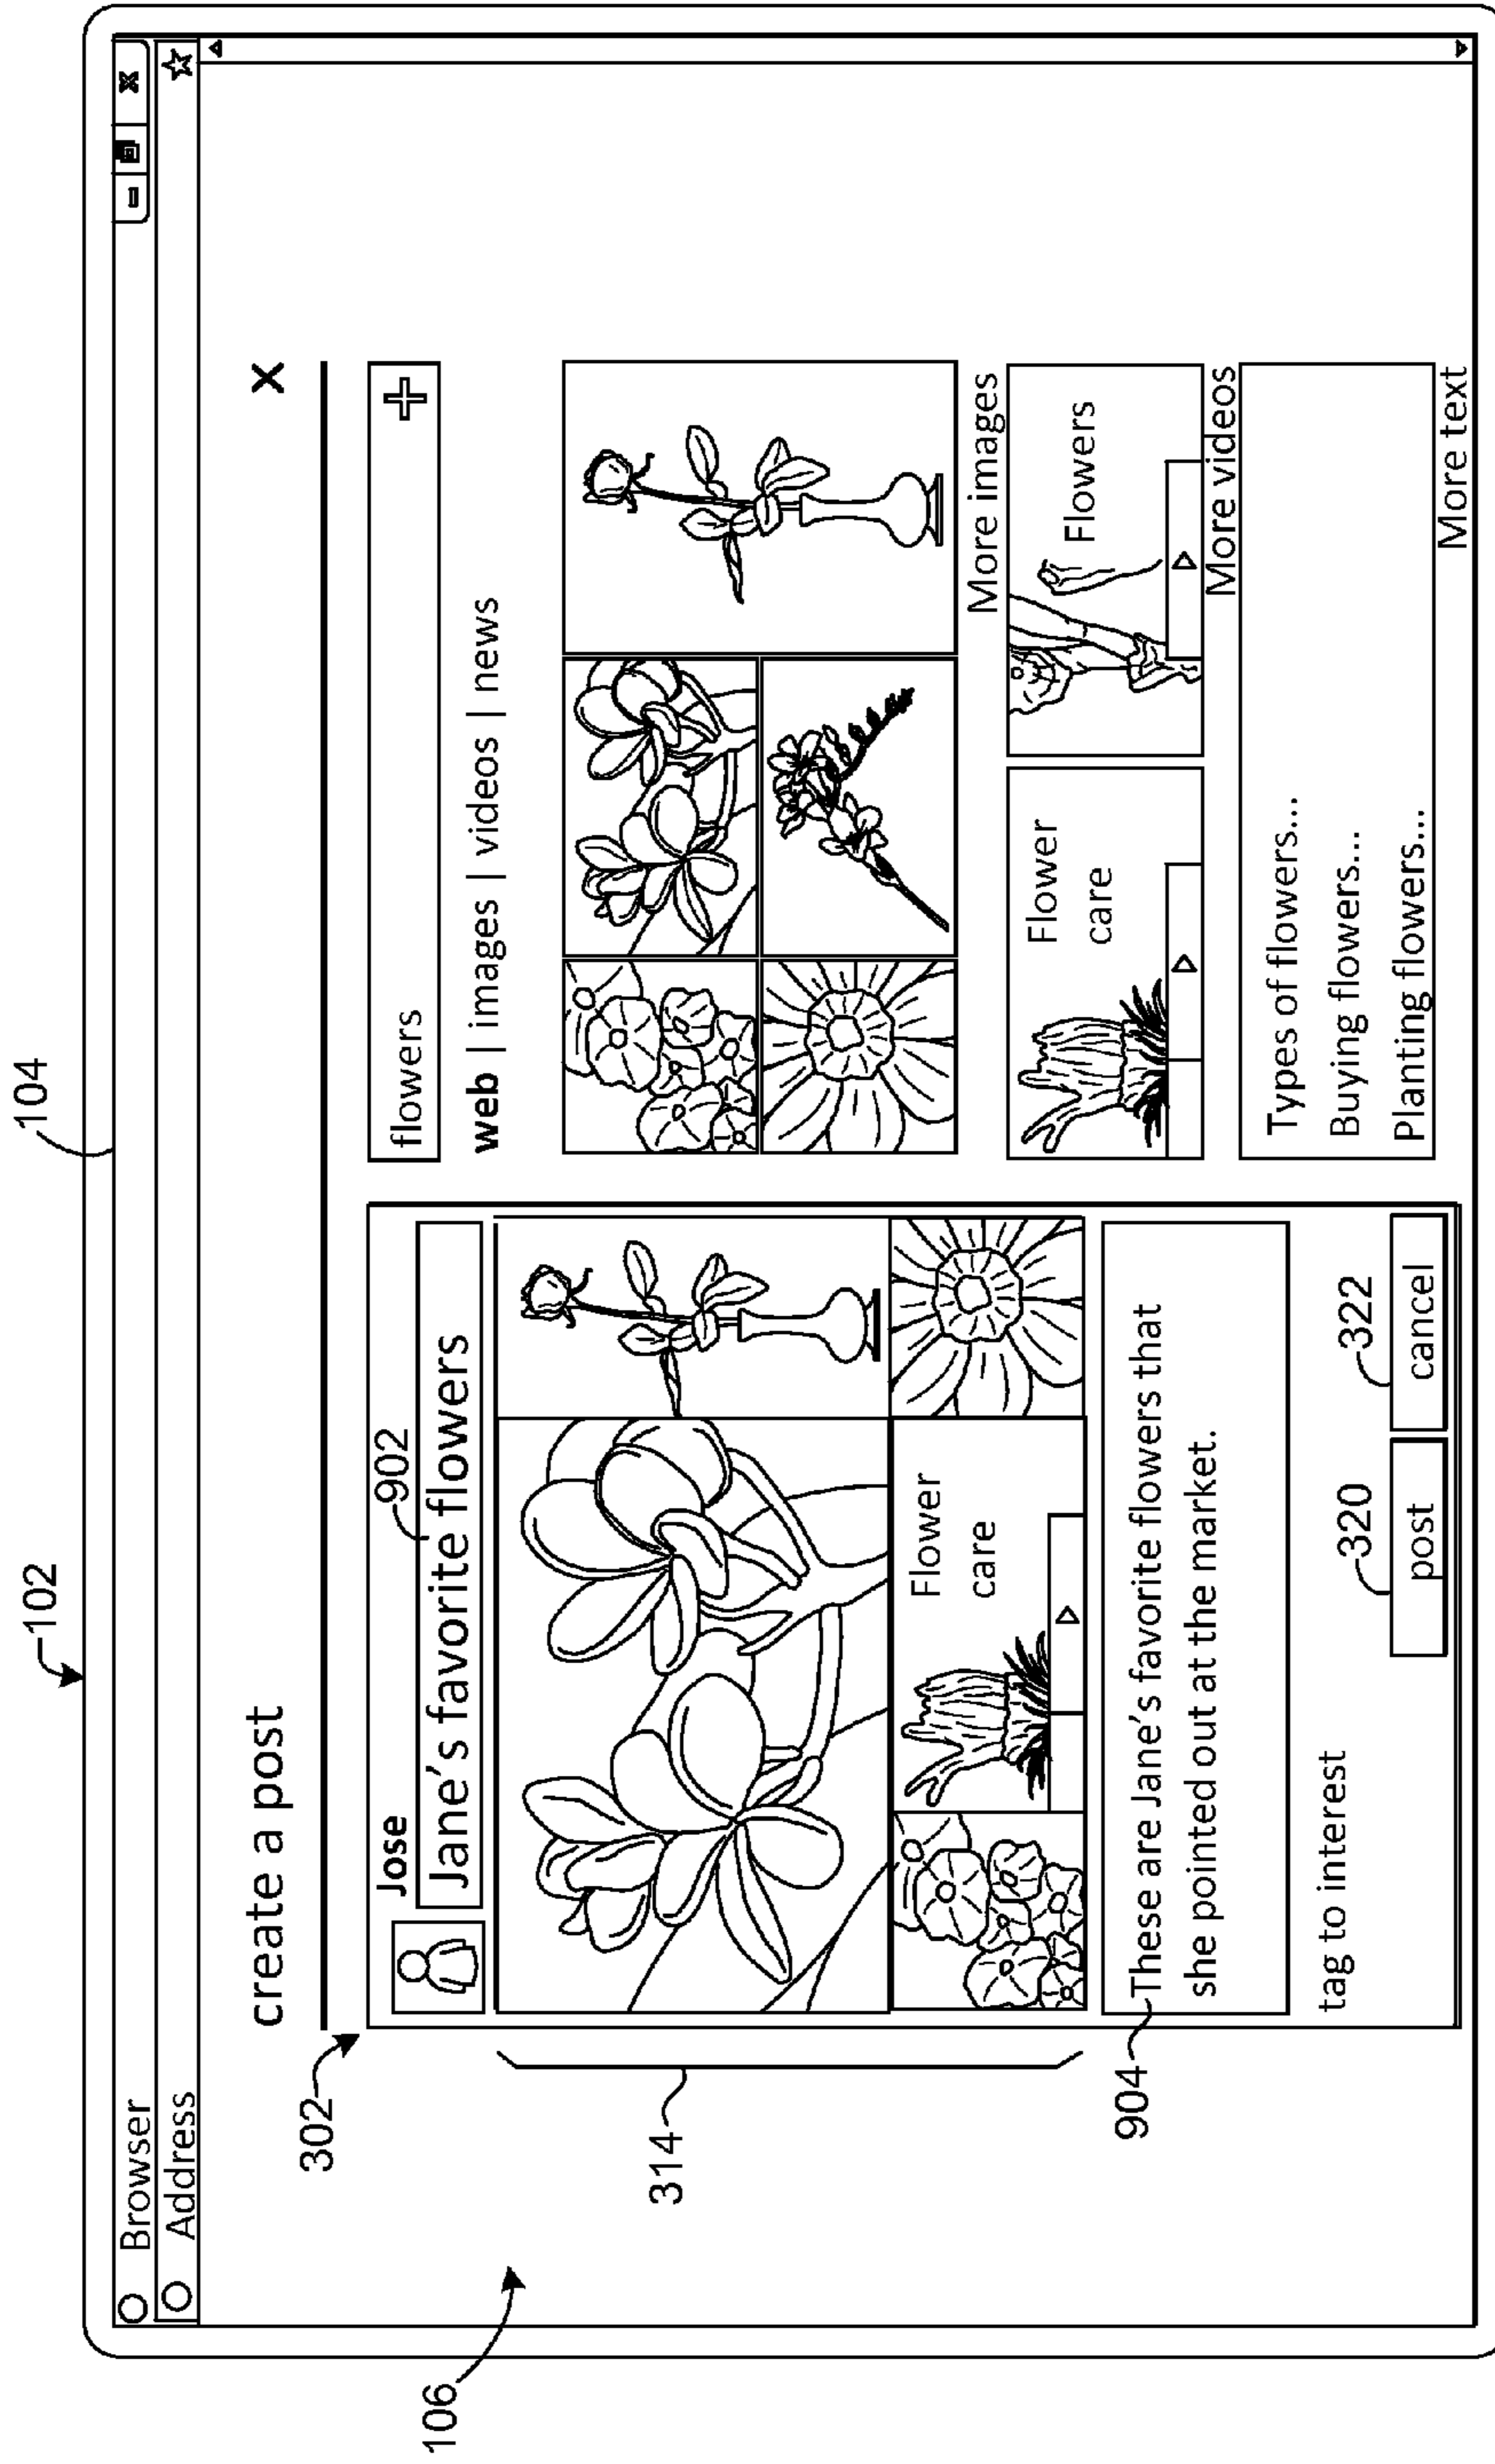 102
104
Browser
Address
x
create a post
X
302
Jose
902
Jane's favorite flowers
314
Flower
care
904
These are Jane's favorite flowers that
she pointed out at the market.
tag to interest
320
322
post
cancel
106
flowers
web | images | videos | news
More images
Flower
care
Flowers
More videos
Types of flowers...
Buying flowers...
Planting flowers...
More text